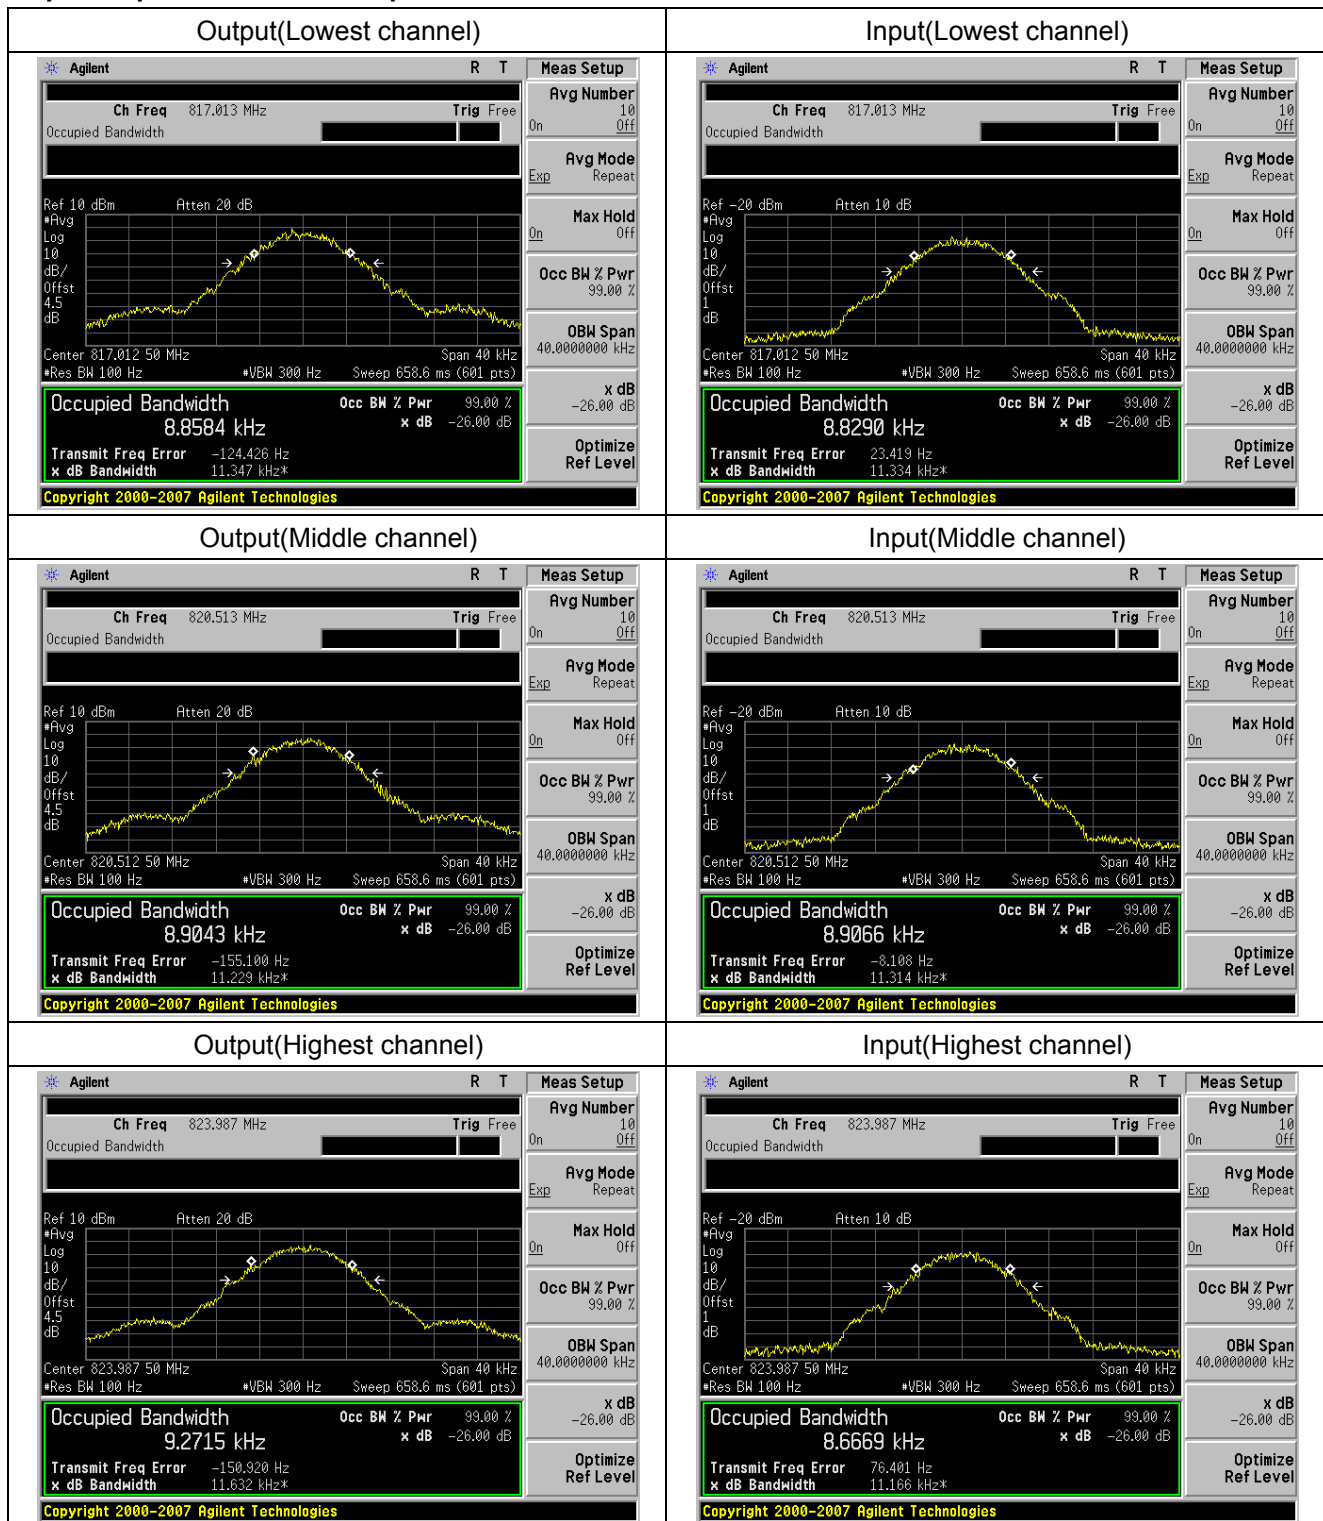 Output(Lowest channel)
Input(Lowest channel)
Agilent R T Meas Setup
Ch Freq 817.013 MHz Trig Free
Occupied Bandwidth
Avg Number
10
On Off
Avg Mode
Exp Repeat
Max Hold
On Off
Occ BW % Pwr
99.00 %
OBW Span
40.0000000 kHz
x dB
-26.00 dB
Optimize
Ref Level
Ref 10 dBm Atten 20 dB
#Avg
Log
10
dB/
Offst
4.5
dB
Center 817.012 50 MHz Span 40 kHz
#Res BW 100 Hz #VBW 300 Hz Sweep 658.6 ms (601 pts)
Occupied Bandwidth Occ BW % Pwr 99.00 %
8.8584 kHz x dB -26.00 dB
Transmit Freq Error -124.426 Hz
x dB Bandwidth 11.347 kHz*
Copyright 2000-2007 Agilent Technologies
Agilent R T Meas Setup
Ch Freq 817.013 MHz Trig Free
Occupied Bandwidth
Avg Number
10
On Off
Avg Mode
Exp Repeat
Max Hold
On Off
Occ BW % Pwr
99.00 %
OBW Span
40.0000000 kHz
x dB
-26.00 dB
Optimize
Ref Level
Ref -20 dBm Atten 10 dB
#Avg
Log
10
dB/
Offst
1
dB
Center 817.012 50 MHz Span 40 kHz
#Res BW 100 Hz #VBW 300 Hz Sweep 658.6 ms (601 pts)
Occupied Bandwidth Occ BW % Pwr 99.00 %
8.8290 kHz x dB -26.00 dB
Transmit Freq Error 23.419 Hz
x dB Bandwidth 11.334 kHz*
Copyright 2000-2007 Agilent Technologies
Output(Middle channel)
Input(Middle channel)
Agilent R T Meas Setup
Ch Freq 820.513 MHz Trig Free
Occupied Bandwidth
Avg Number
10
On Off
Avg Mode
Exp Repeat
Max Hold
On Off
Occ BW % Pwr
99.00 %
OBW Span
40.0000000 kHz
x dB
-26.00 dB
Optimize
Ref Level
Ref 10 dBm Atten 20 dB
#Avg
Log
10
dB/
Offst
4.5
dB
Center 820.512 50 MHz Span 40 kHz
#Res BW 100 Hz #VBW 300 Hz Sweep 658.6 ms (601 pts)
Occupied Bandwidth Occ BW % Pwr 99.00 %
8.9043 kHz x dB -26.00 dB
Transmit Freq Error -155.100 Hz
x dB Bandwidth 11.229 kHz*
Copyright 2000-2007 Agilent Technologies
Agilent R T Meas Setup
Ch Freq 820.513 MHz Trig Free
Occupied Bandwidth
Avg Number
10
On Off
Avg Mode
Exp Repeat
Max Hold
On Off
Occ BW % Pwr
99.00 %
OBW Span
40.0000000 kHz
x dB
-26.00 dB
Optimize
Ref Level
Ref -20 dBm Atten 10 dB
#Avg
Log
10
dB/
Offst
1
dB
Center 820.512 50 MHz Span 40 kHz
#Res BW 100 Hz #VBW 300 Hz Sweep 658.6 ms (601 pts)
Occupied Bandwidth Occ BW % Pwr 99.00 %
8.9066 kHz x dB -26.00 dB
Transmit Freq Error -8.108 Hz
x dB Bandwidth 11.314 kHz*
Copyright 2000-2007 Agilent Technologies
Output(Highest channel)
Input(Highest channel)
Agilent R T Meas Setup
Ch Freq 823.987 MHz Trig Free
Occupied Bandwidth
Avg Number
10
On Off
Avg Mode
Exp Repeat
Max Hold
On Off
Occ BW % Pwr
99.00 %
OBW Span
40.0000000 kHz
x dB
-26.00 dB
Optimize
Ref Level
Ref 10 dBm Atten 20 dB
#Avg
Log
10
dB/
Offst
4.5
dB
Center 823.987 50 MHz Span 40 kHz
#Res BW 100 Hz #VBW 300 Hz Sweep 658.6 ms (601 pts)
Occupied Bandwidth Occ BW % Pwr 99.00 %
9.2715 kHz x dB -26.00 dB
Transmit Freq Error -150.920 Hz
x dB Bandwidth 11.632 kHz*
Copyright 2000-2007 Agilent Technologies
Agilent R T Meas Setup
Ch Freq 823.987 MHz Trig Free
Occupied Bandwidth
Avg Number
10
On Off
Avg Mode
Exp Repeat
Max Hold
On Off
Occ BW % Pwr
99.00 %
OBW Span
40.0000000 kHz
x dB
-26.00 dB
Optimize
Ref Level
Ref -20 dBm Atten 10 dB
#Avg
Log
10
dB/
Offst
1
dB
Center 823.987 50 MHz Span 40 kHz
#Res BW 100 Hz #VBW 300 Hz Sweep 658.6 ms (601 pts)
Occupied Bandwidth Occ BW % Pwr 99.00 %
8.6669 kHz x dB -26.00 dB
Transmit Freq Error 76.401 Hz
x dB Bandwidth 11.166 kHz*
Copyright 2000-2007 Agilent Technologies